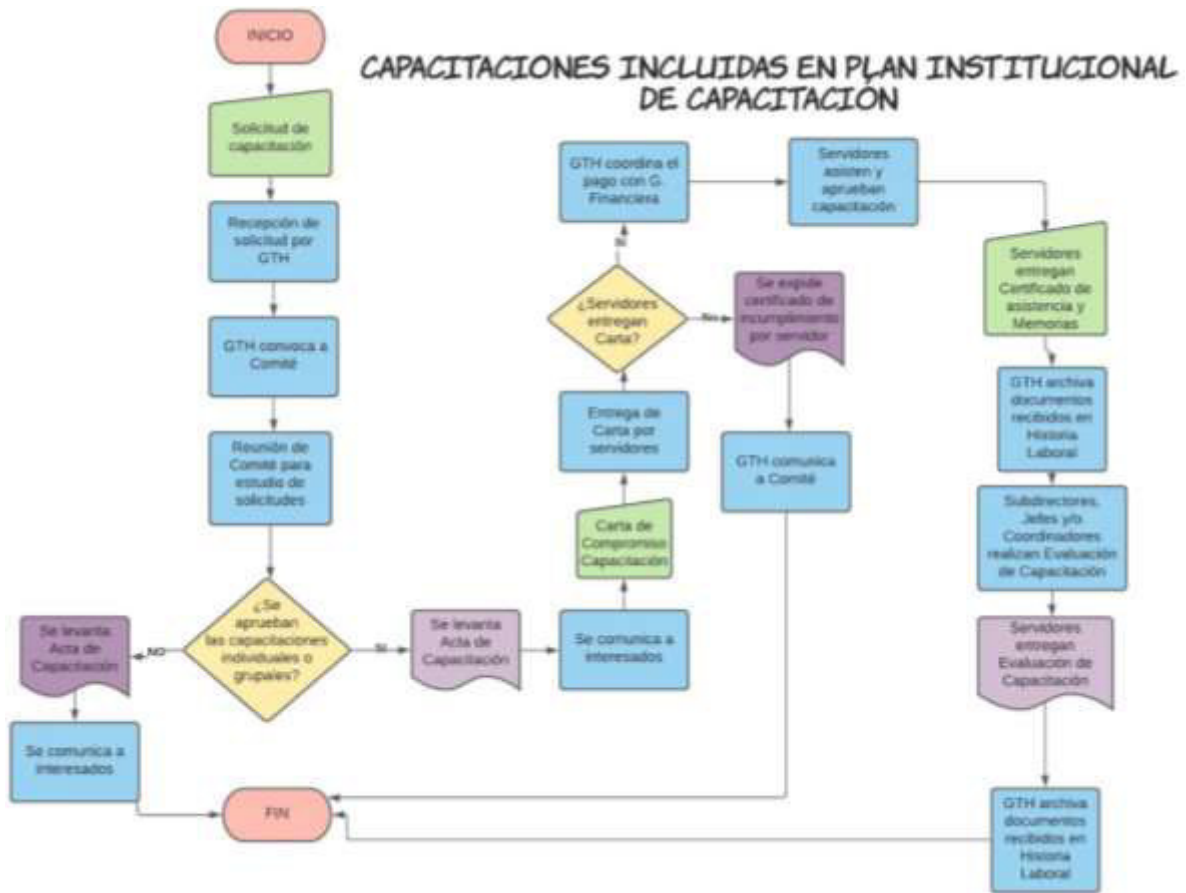 INICIO
CAPACITACIONES INCLUIDAS EN PLAN INSTITUCIONAL
DE CAPACITACIÓN
Solicitud de
capacitación
Recepción de
solicitud por
GTH
GTH convoca a
Comité
Reunión de
Comité para
estudio de
solicitudes
¿Se
aprueban
las capacitaciones
individuales o
grupales?
NO
Se levanta
Acta de
Capacitación
Se comunica a
interesados
FIN
SI
Se levanta
Acta de
Capacitación
Se comunica a
interesados
Carta de
Compromiso
Capacitación
Entrega de
Carta por
servidores
¿Servidores
entregan
Carta?
SI
GTH coordina el
pago con G.
Financiera
Servidores
asisten y
aprueban
capacitación
No
Se expide
certificado de
incumplimiento
por servidor
GTH comunica
a Comité
Servidores
entregan
Certificado de
asistencia y
Memorias
GTH archiva
documentos
recibidos en
Historia
Laboral
Subdirectores,
Jefes y/o
Coordinadores
realizan Evaluación
de Capacitación
Servidores
entregan
Evaluación de
Capacitación
GTH archiva
documentos
recibidos en
Historia
Laboral